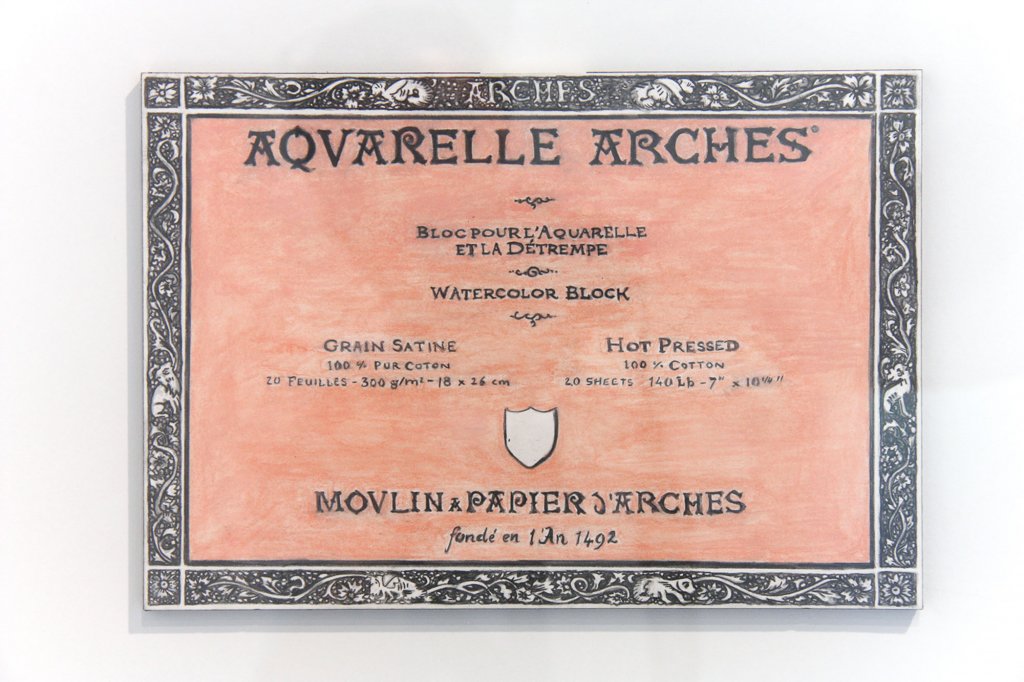 ARCHES
AQVARELLE ARCHES®
BLOC POUR L'AQUARELLE
ET LA DÉTREMPE
WATERCOLOR BLOCK
GRAIN SATINE
100 % PUR COTON
20 FEUILLES - 300 g/m² - 18 x 26 cm
HOT PRESSED
100 % COTTON
20 SHEETS - 140 Lb - 7" x 10 1/4"
MOVLIN à PAPIER d'ARCHES
fondé en l'An 1492